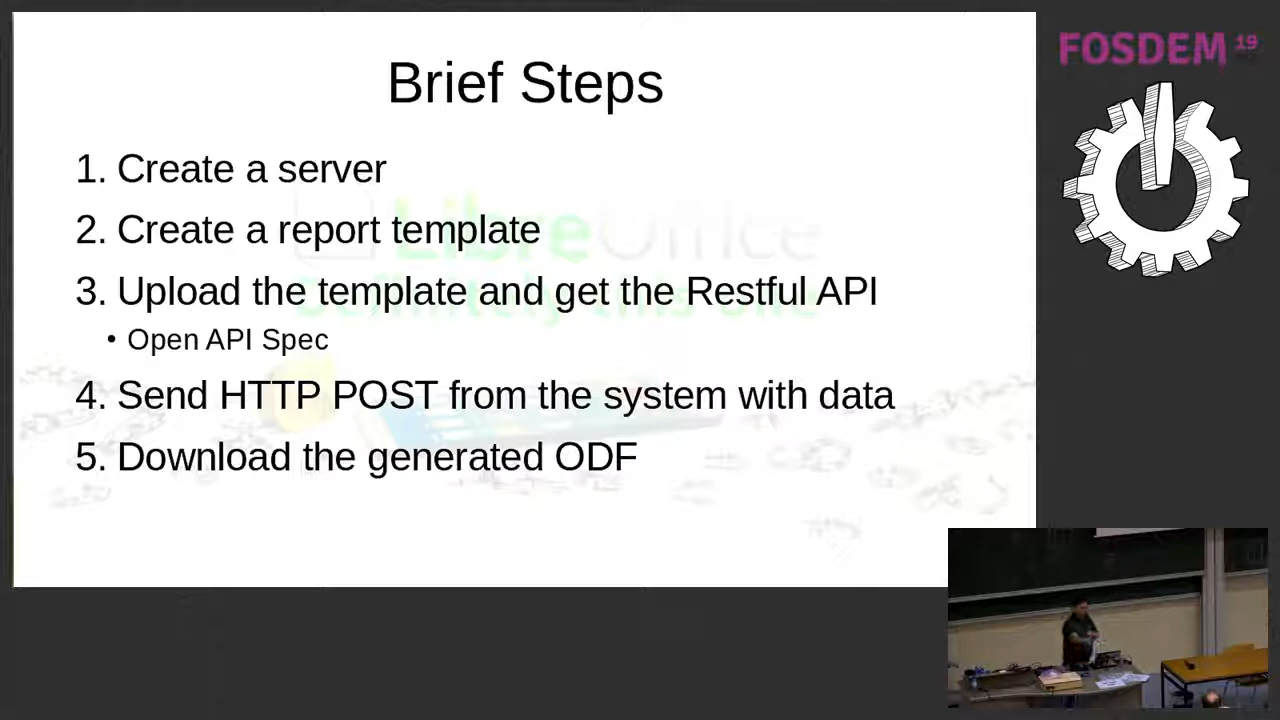 Brief Steps
1. Create a server
2. Create a report template
3. Upload the template and get the Restful API
• Open API Spec
4. Send HTTP POST from the system with data
5. Download the generated ODF
FOSDEM 19
LibreOffice